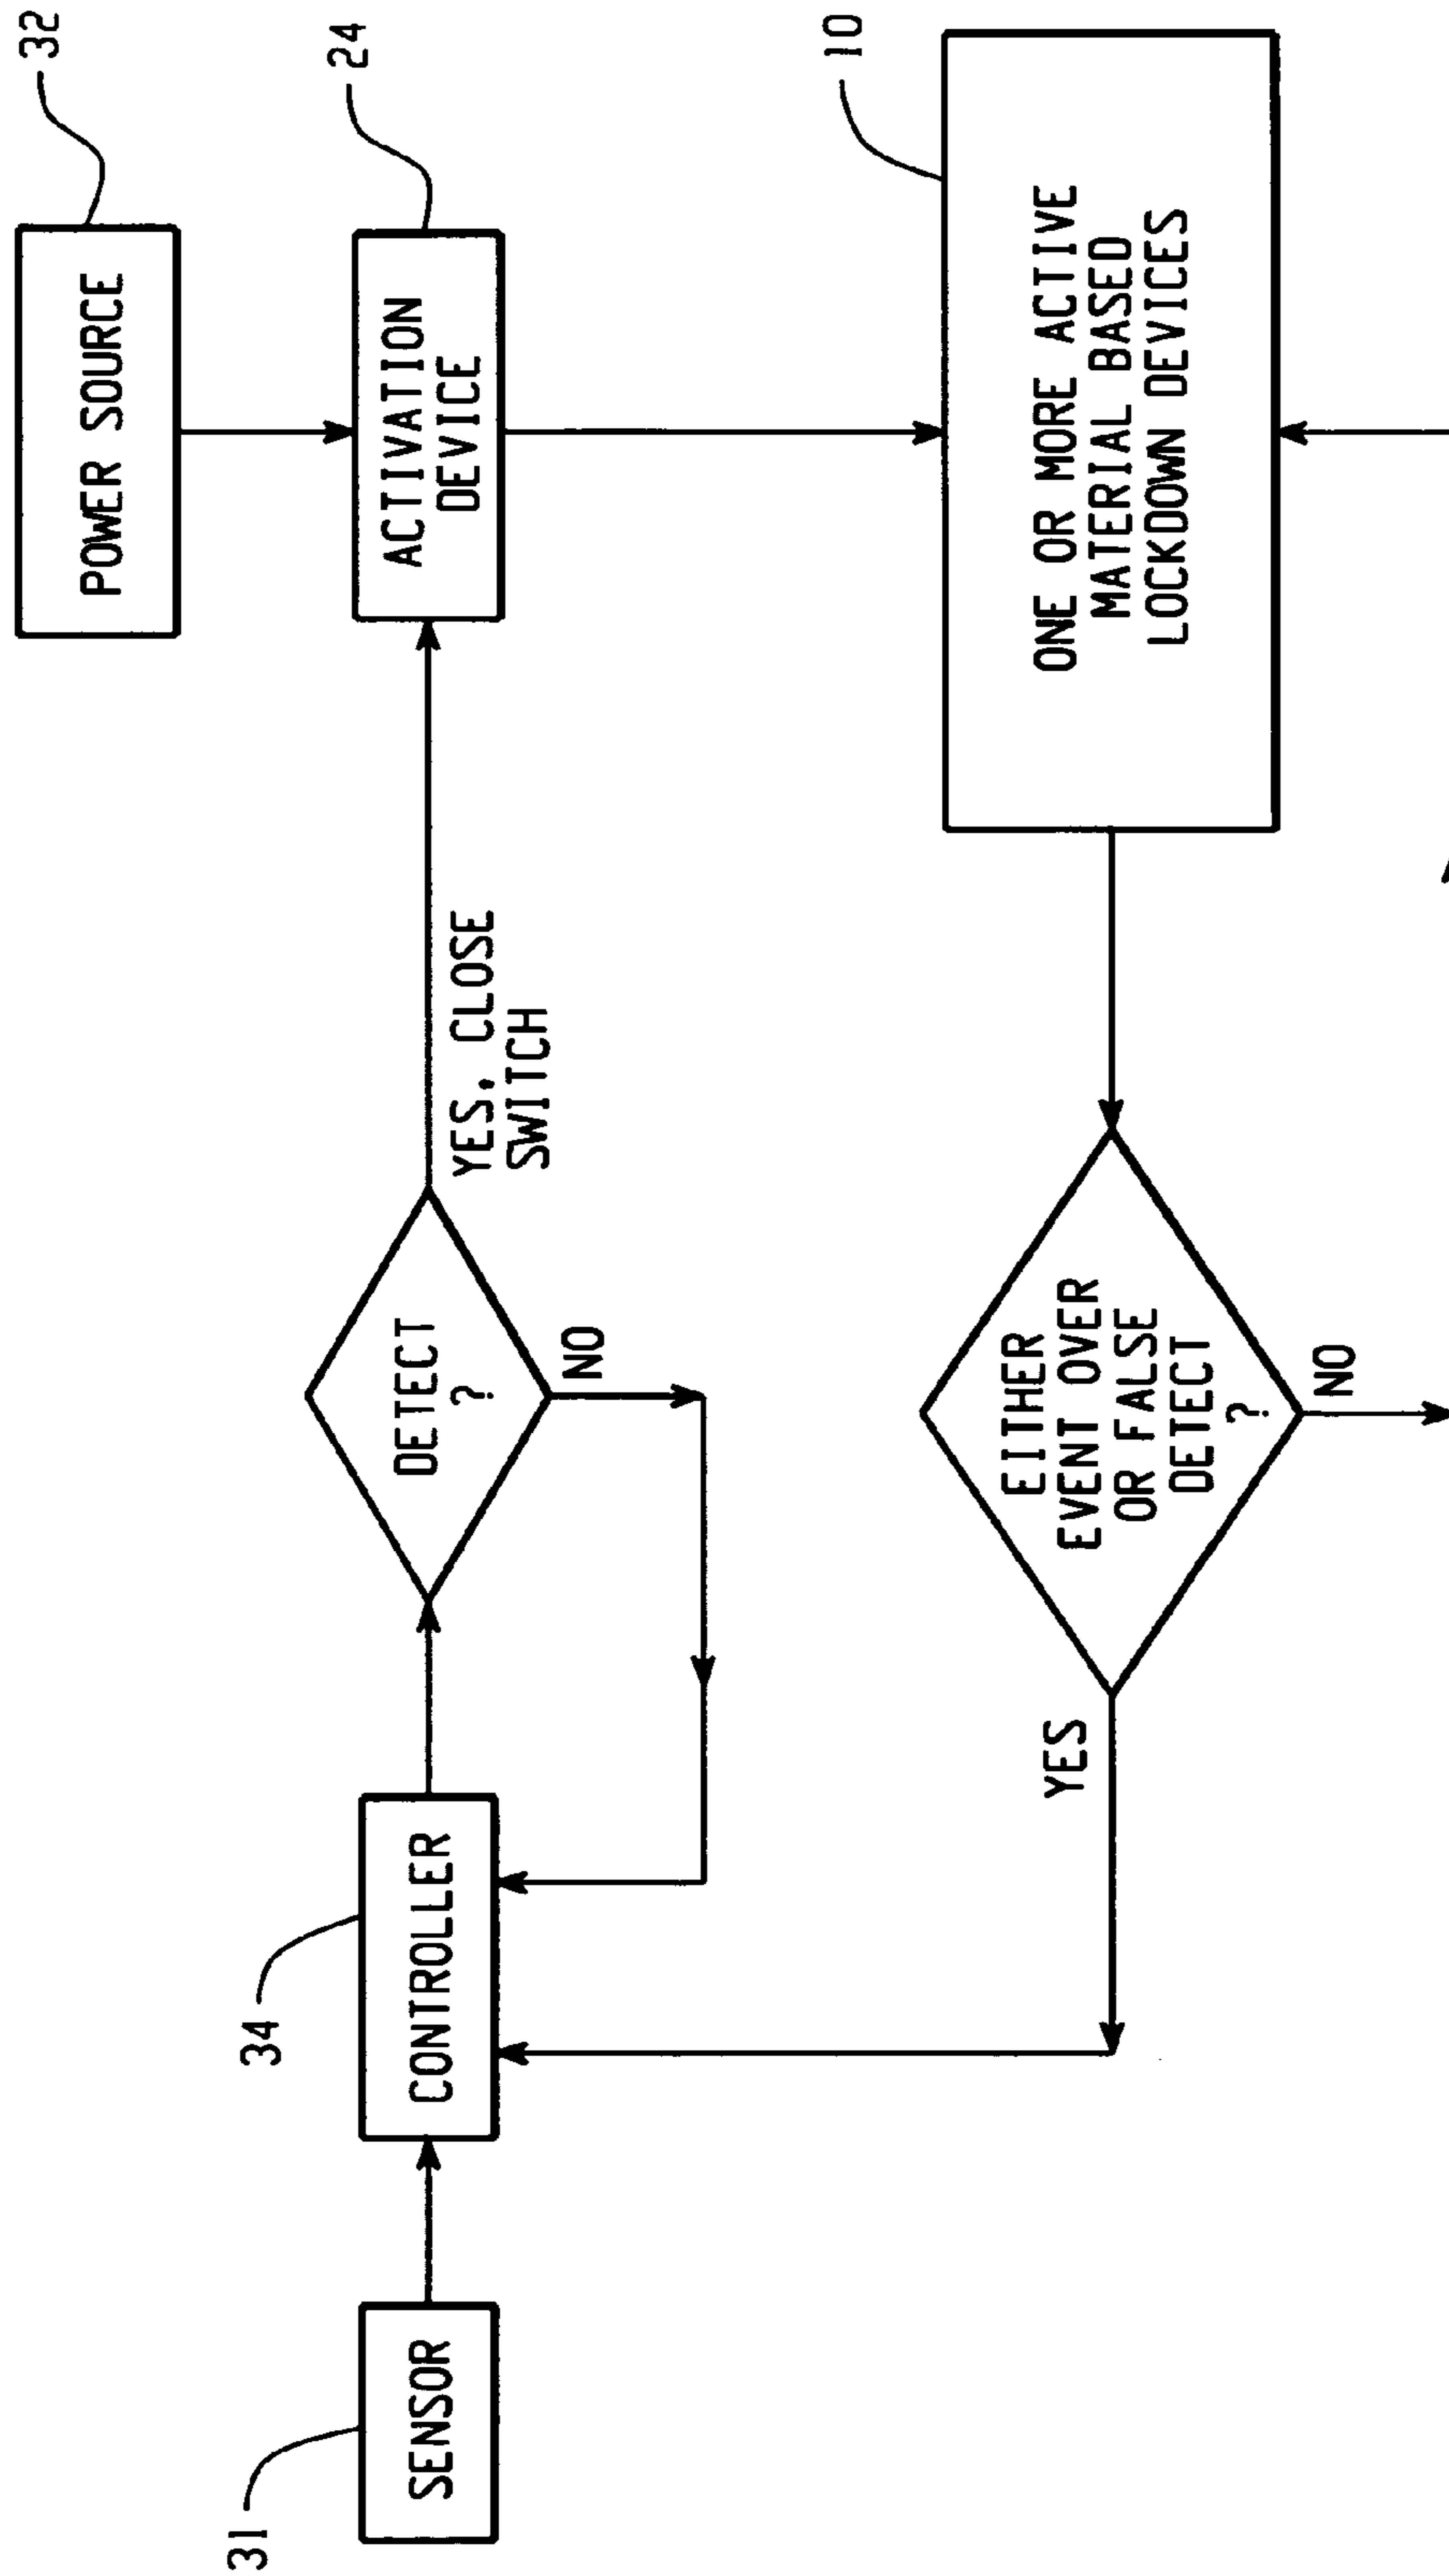 32
POWER SOURCE
24
ACTIVATION
DEVICE
YES, CLOSE
SWITCH
DETECT
?
NO
34
CONTROLLER
31
SENSOR
10
ONE OR MORE ACTIVE
MATERIAL BASED
LOCKDOWN DEVICES
EITHER
EVENT OVER
OR FALSE
DETECT
?
NO
YES